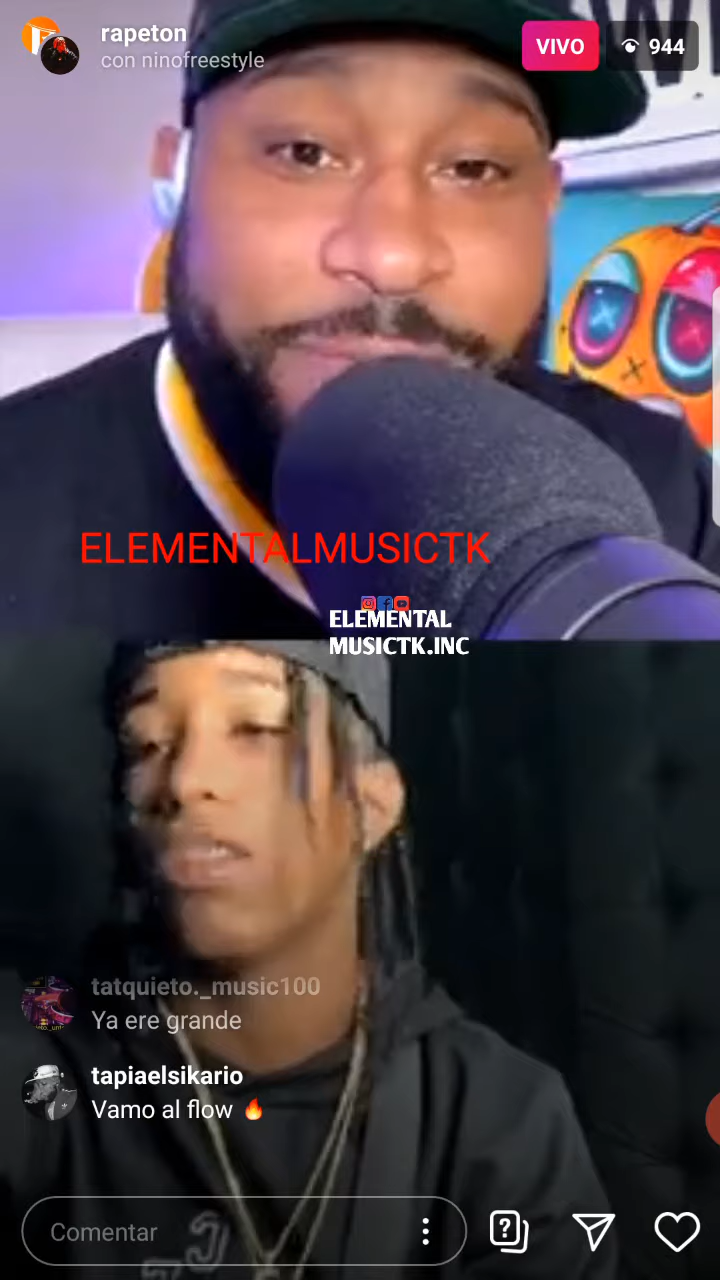 rapeton
con ninofreestyle
VIVO
944
ELEMENTALMUSICTK
ELEMENTAL
MUSICTK.INC
tatquieto._music100
Ya ere grande
tapiaelsikario
Vamo al flow 🔥
Comentar